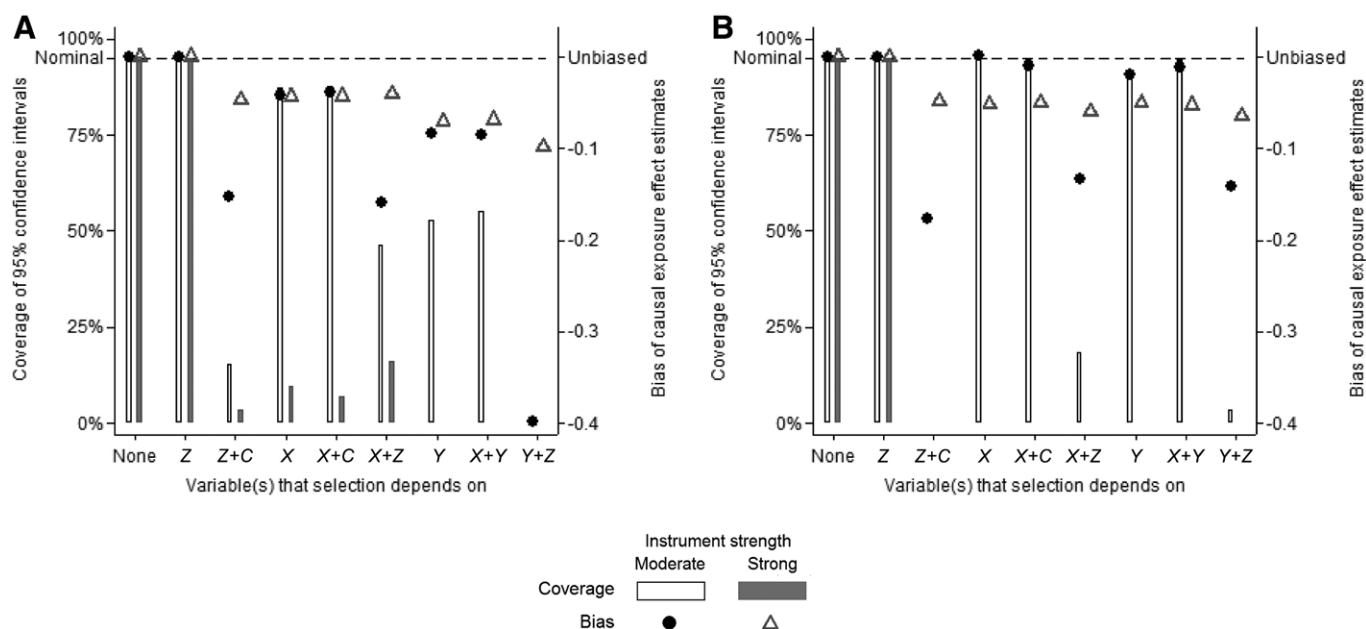 A
100%
Nominal
75%
50%
25%
0%
Coverage of 95% confidence intervals
Unbiased
-0.1
-0.2
-0.3
-0.4
Bias of causal exposure effect estimates
None Z Z+C X X+C X+Z Y X+Y Y+Z
Variable(s) that selection depends on
B
100%
Nominal
75%
50%
25%
0%
Coverage of 95% confidence intervals
Unbiased
-0.1
-0.2
-0.3
-0.4
Bias of causal exposure effect estimates
None Z Z+C X X+C X+Z Y X+Y Y+Z
Variable(s) that selection depends on
Instrument strength
Moderate Strong
Coverage
Bias